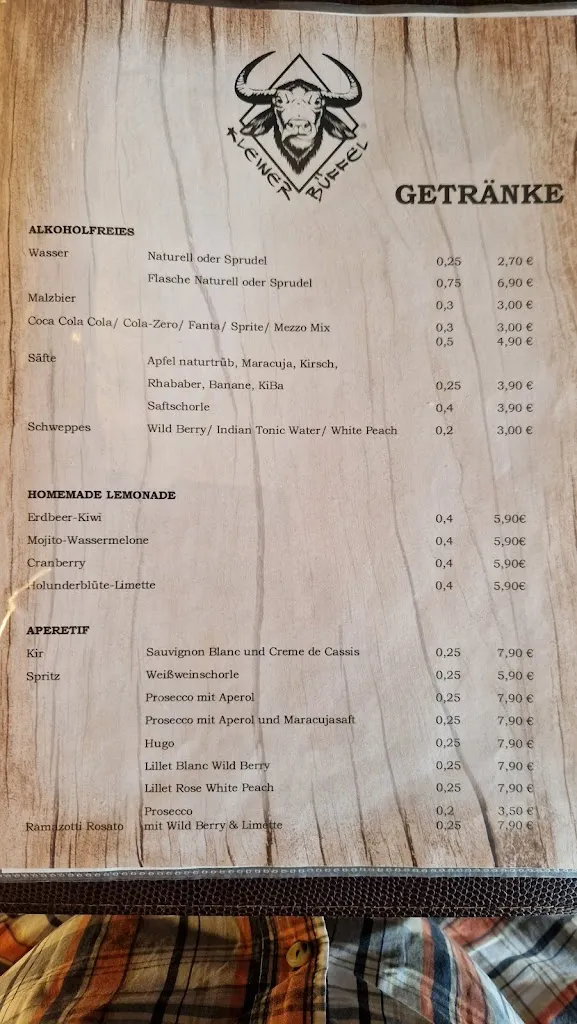 KLEWER BÜFFEL
GETRÄNKE
ALKOHOLFREIES
Wasser Naturell oder Sprudel 0,25 2,70 €
Flasche Naturell oder Sprudel 0,75 6,90 €
Malzbier 0,3 3,00 €
Coca Cola Cola/ Cola-Zero/ Fanta/ Sprite/ Mezzo Mix 0,3 3,00 €
0,5 4,90 €
Säfte Apfel naturtrüb, Maracuja, Kirsch,
Rhababer, Banane, KiBa 0,25 3,90 €
Saftschorle 0,4 3,90 €
Schweppes Wild Berry/ Indian Tonic Water/ White Peach 0,2 3,00 €
HOMEMADE LEMONADE
Erdbeer-Kiwi 0,4 5,90€
Mojito-Wassermelone 0,4 5,90€
Cranberry 0,4 5,90€
Holunderblüte-Limette 0,4 5,90€
APERETIF
Kir Sauvignon Blanc und Creme de Cassis 0,25 7,90 €
Spritz Weißweinschorle 0,25 5,90 €
Prosecco mit Aperol 0,25 7,90 €
Prosecco mit Aperol und Maracujasaft 0,25 7,90 €
Hugo 0,25 7,90 €
Lillet Blanc Wild Berry 0,25 7,90 €
Lillet Rose White Peach 0,25 7,90 €
Prosecco 0,2 3,50 €
Ramazotti Rosato mit Wild Berry & Limette 0,25 7,90 €